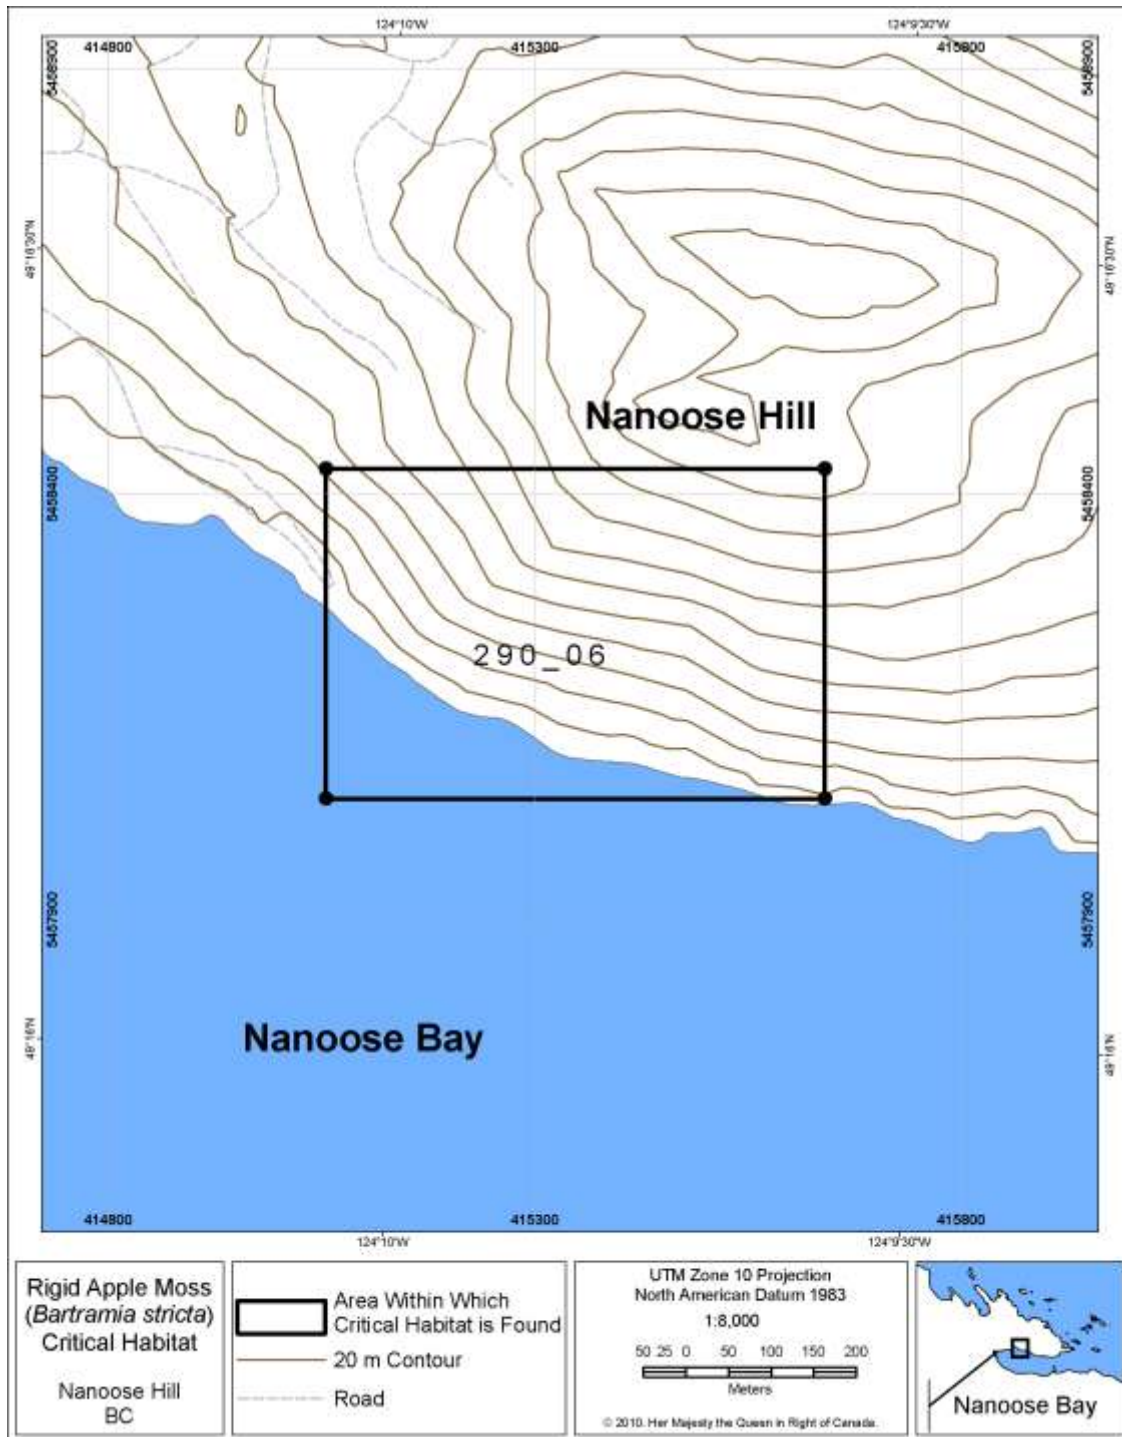 124°10'W
124°9'30"W
414800
415300
415800
5458900
5458900
49°16'30"N
49°16'30"N
Nanoose Hill
5458400
5458400
290_06
5457900
5457900
Nanoose Bay
49°16'N
49°16'N
414800
415300
415800
124°10'W
124°9'30"W
Rigid Apple Moss
(Bartramia stricta)
Critical Habitat
Nanoose Hill
BC
Area Within Which
Critical Habitat is Found
20 m Contour
Road
UTM Zone 10 Projection
North American Datum 1983
1:8,000
50 25 0 50 100 150 200
Meters
© 2010. Her Majesty the Queen in Right of Canada.
Nanoose Bay